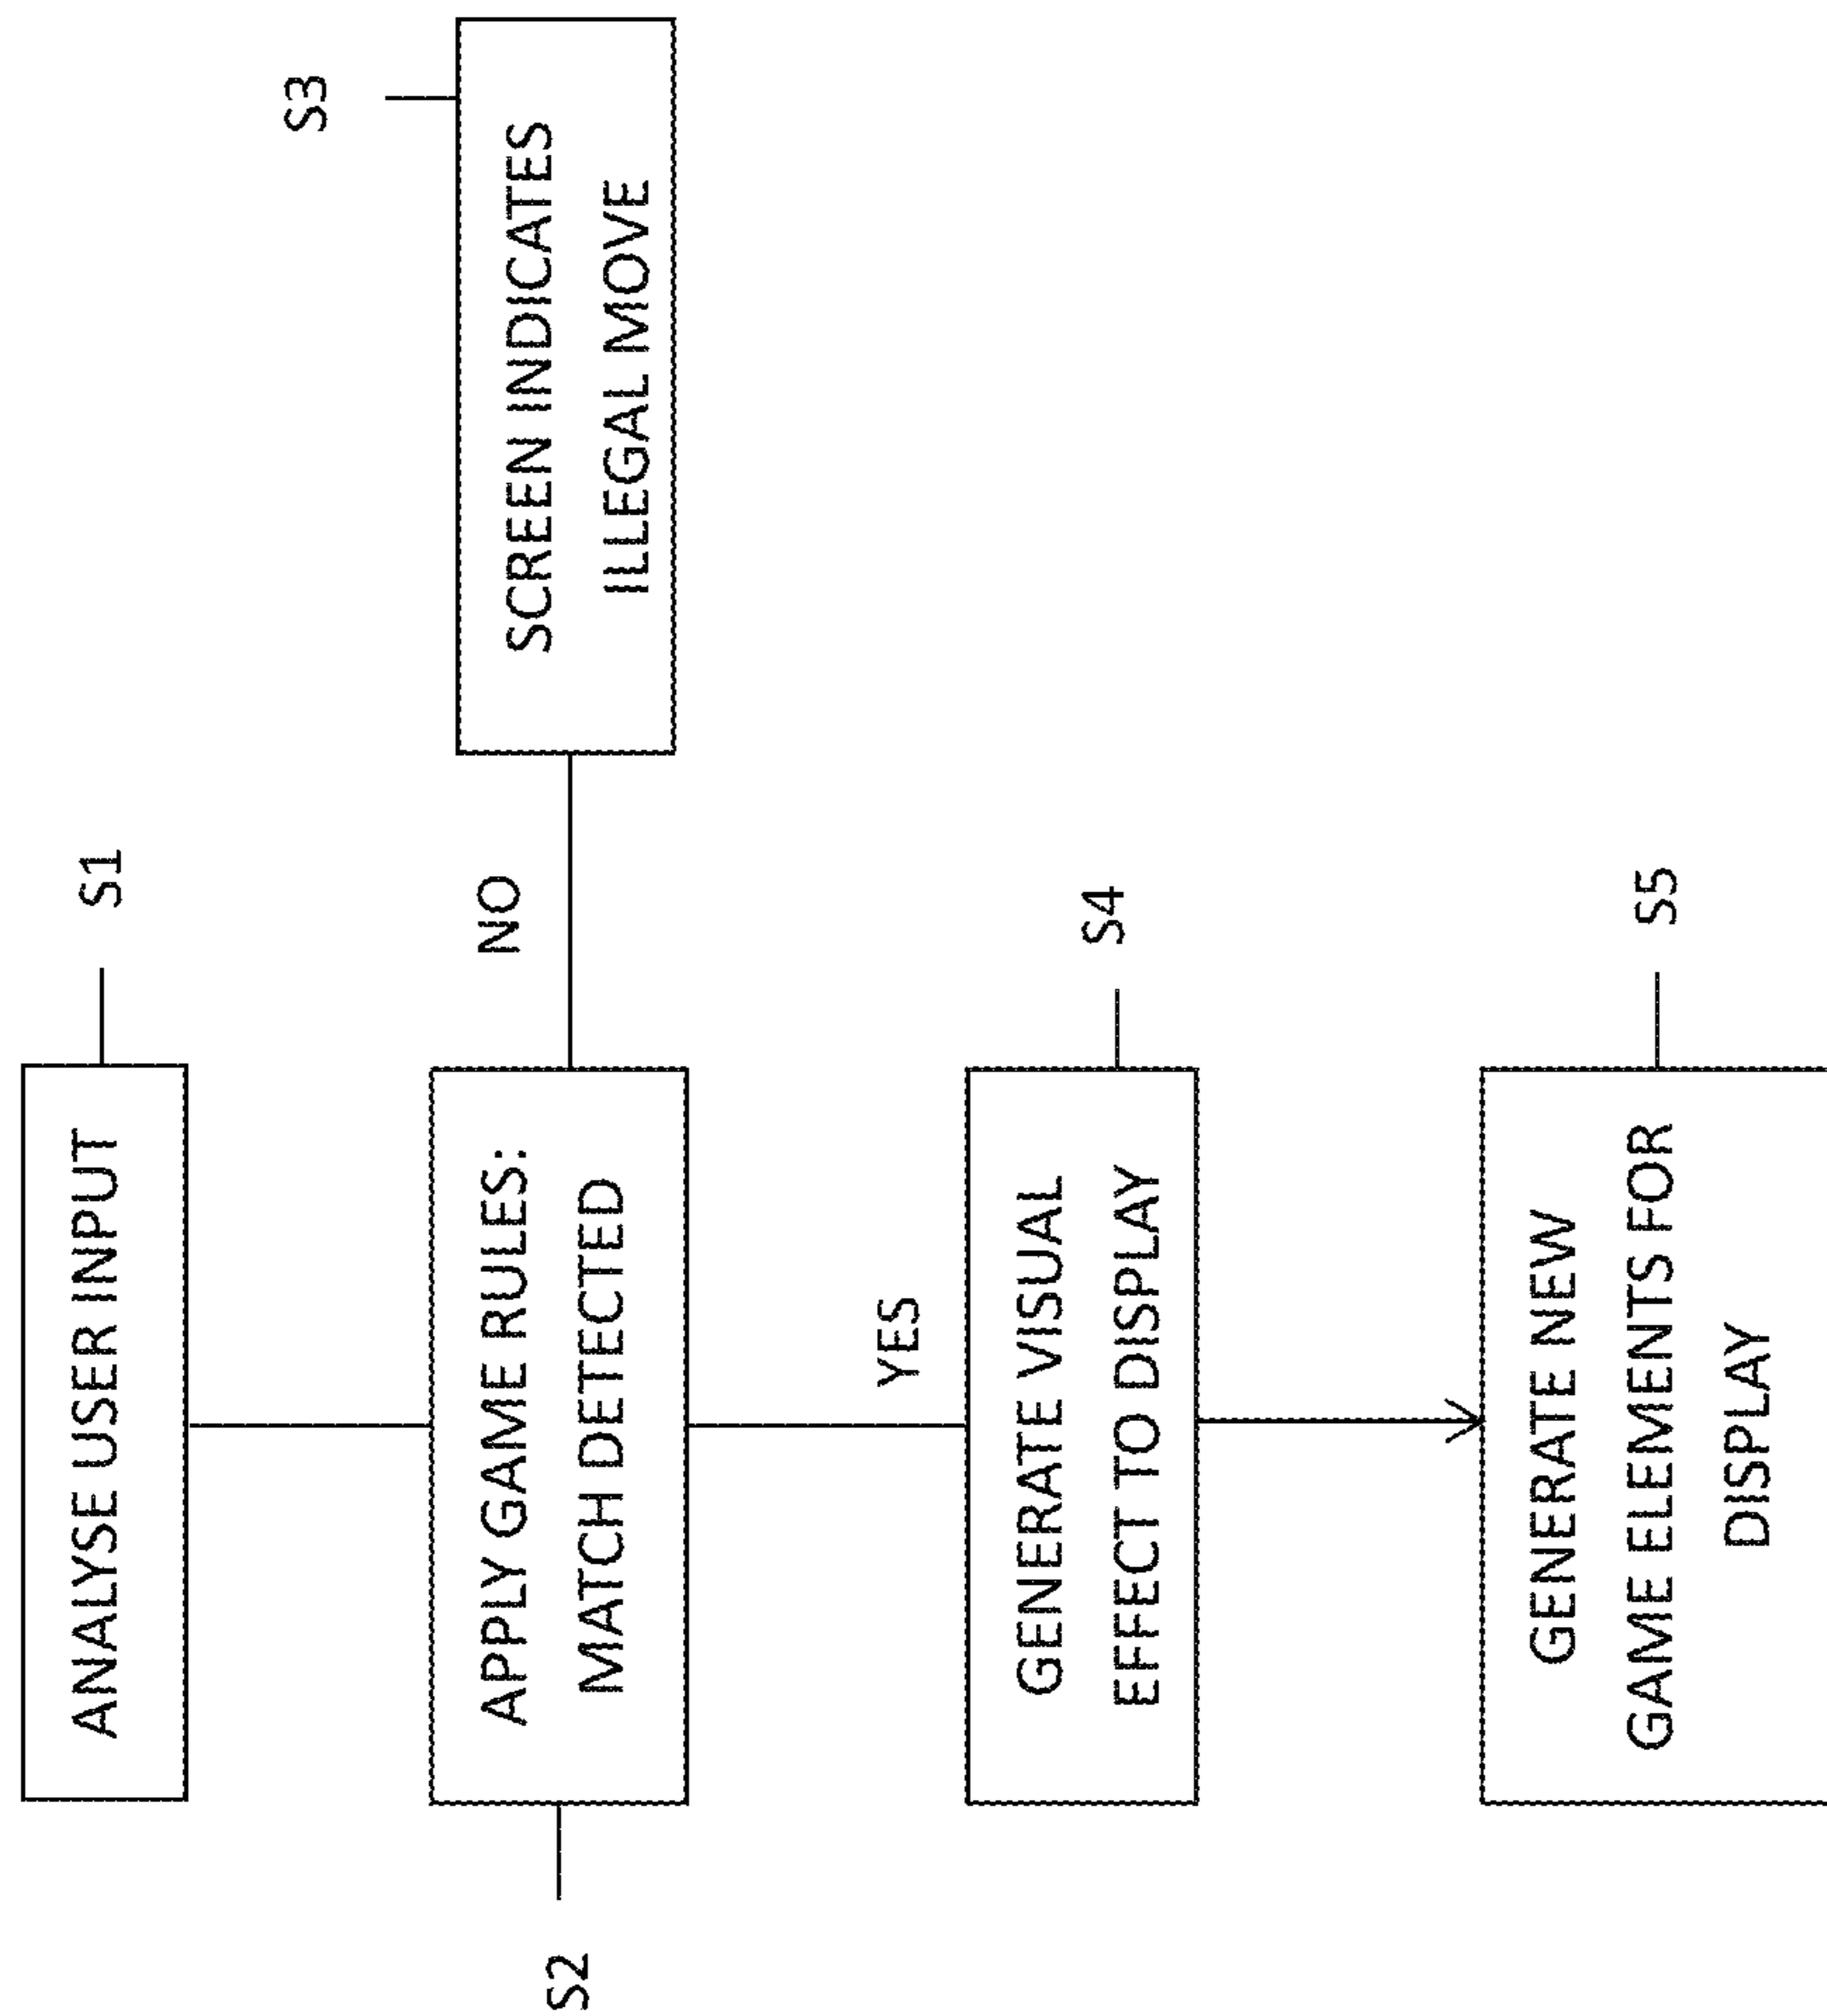 ANALYSE USER INPUT
S1
S2
APPLY GAME RULES:
MATCH DETECTED
NO
SCREEN INDICATES
ILLEGAL MOVE
S3
YES
GENERATE VISUAL
EFFECT TO DISPLAY
S4
GENERATE NEW
GAME ELEMENTS FOR
DISPLAY
S5